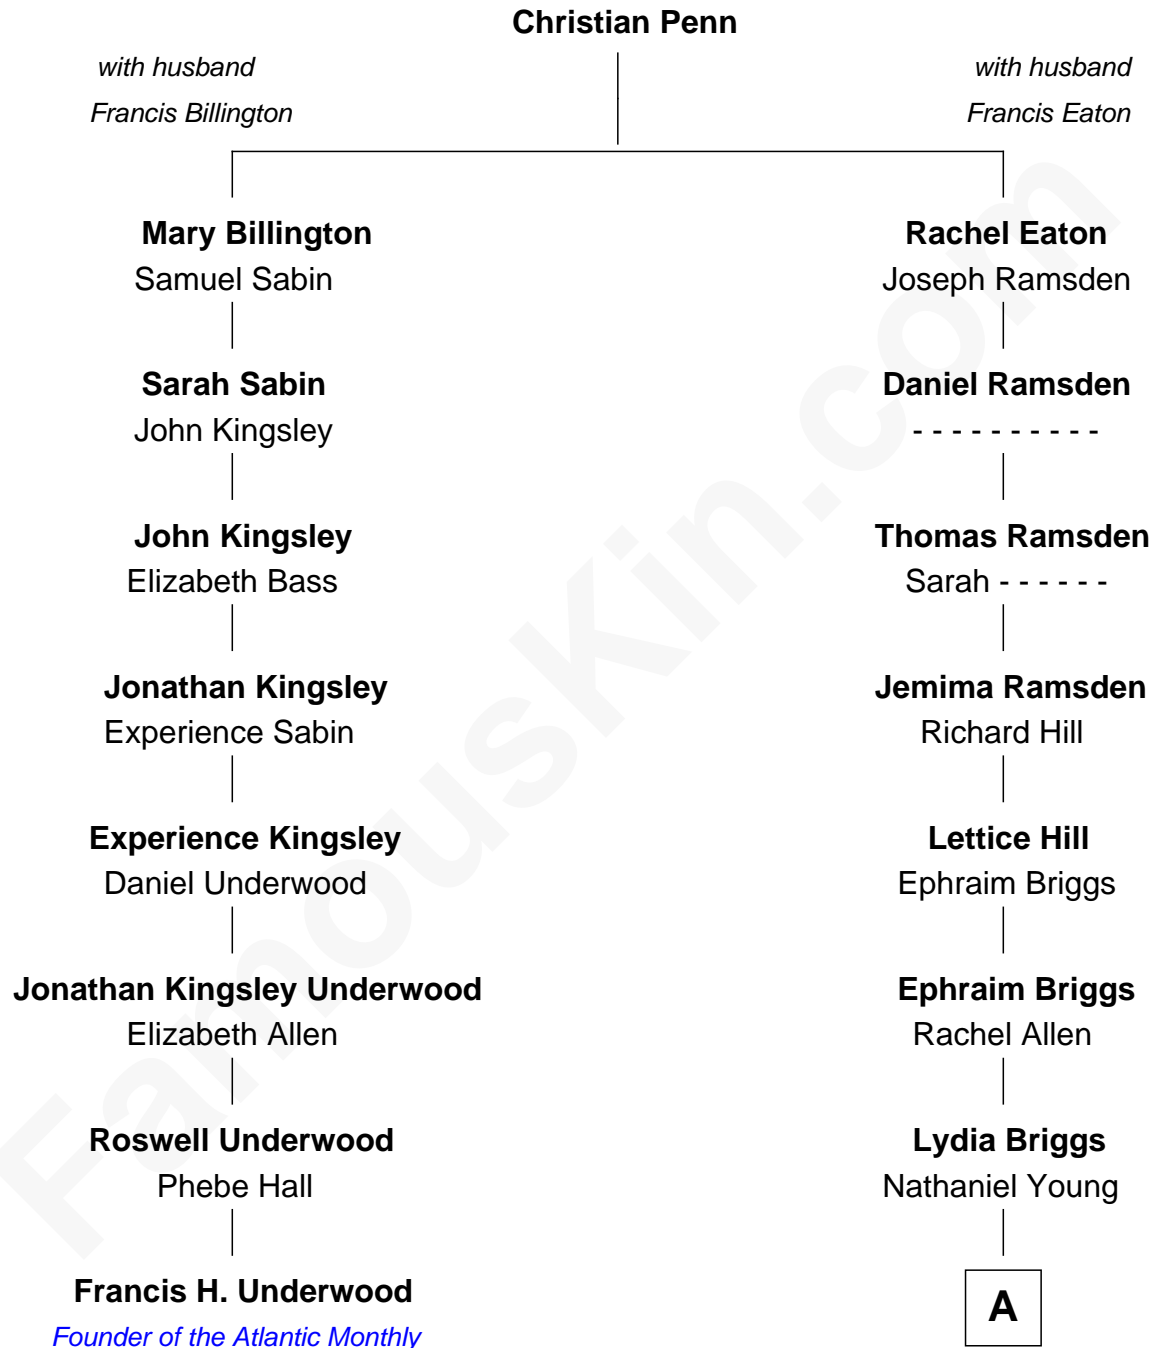 Christian Penn
with husband
Francis Billington
with husband
Francis Eaton
Mary Billington
Samuel Sabin
Rachel Eaton
Joseph Ramsden
Sarah Sabin
John Kingsley
Daniel Ramsden
- - - - - - - - - -
John Kingsley
Elizabeth Bass
Thomas Ramsden
Sarah - - - - - -
Jonathan Kingsley
Experience Sabin
Jemima Ramsden
Richard Hill
Experience Kingsley
Daniel Underwood
Lettice Hill
Ephraim Briggs
Jonathan Kingsley Underwood
Elizabeth Allen
Ephraim Briggs
Rachel Allen
Roswell Underwood
Phebe Hall
Lydia Briggs
Nathaniel Young
Francis H. Underwood
Founder of the Atlantic Monthly
A
FamousKin.com